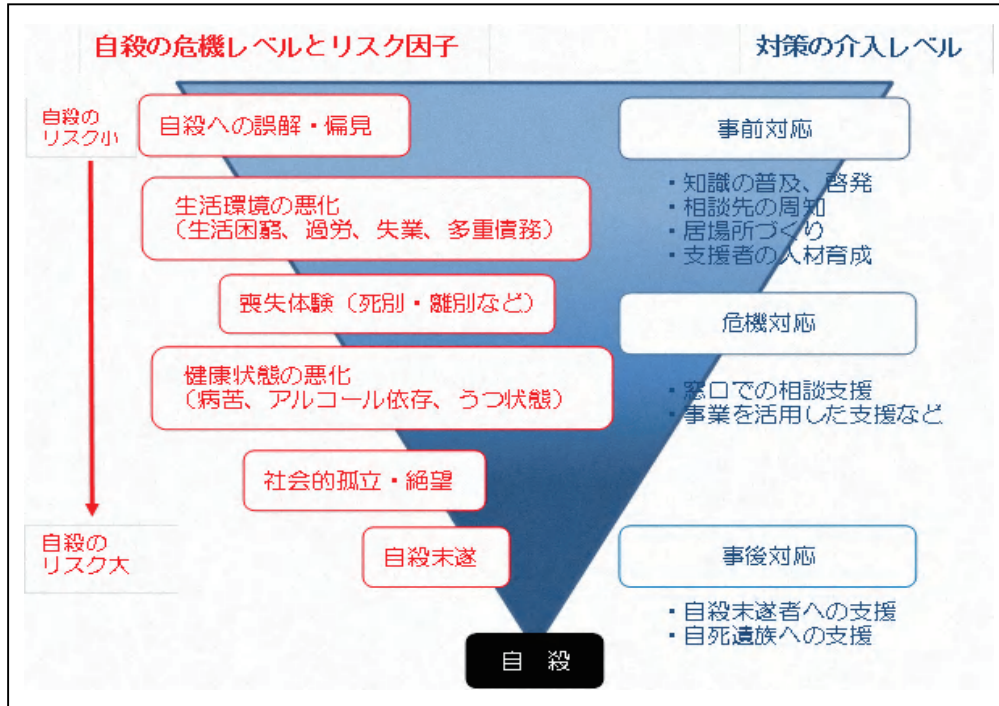 自殺の危機レベルとリスク因子
対策の介入レベル
自殺の
リスク小
自殺への誤解・偏見
生活環境の悪化
(生活困窮、過労、失業、多重債務)
喪失体験（死別・離別など）
健康状態の悪化
(病苦、アルコール依存、うつ状態)
社会的孤立・絶望
自殺未遂
自殺の
リスク大
自 殺
事前対応
・知識の普及、啓発
・相談先の周知
・居場所づくり
・支援者の人材育成
危機対応
・窓口での相談支援
・事業を活用した支援など
事後対応
・自殺未遂者への支援
・自死遺族への支援